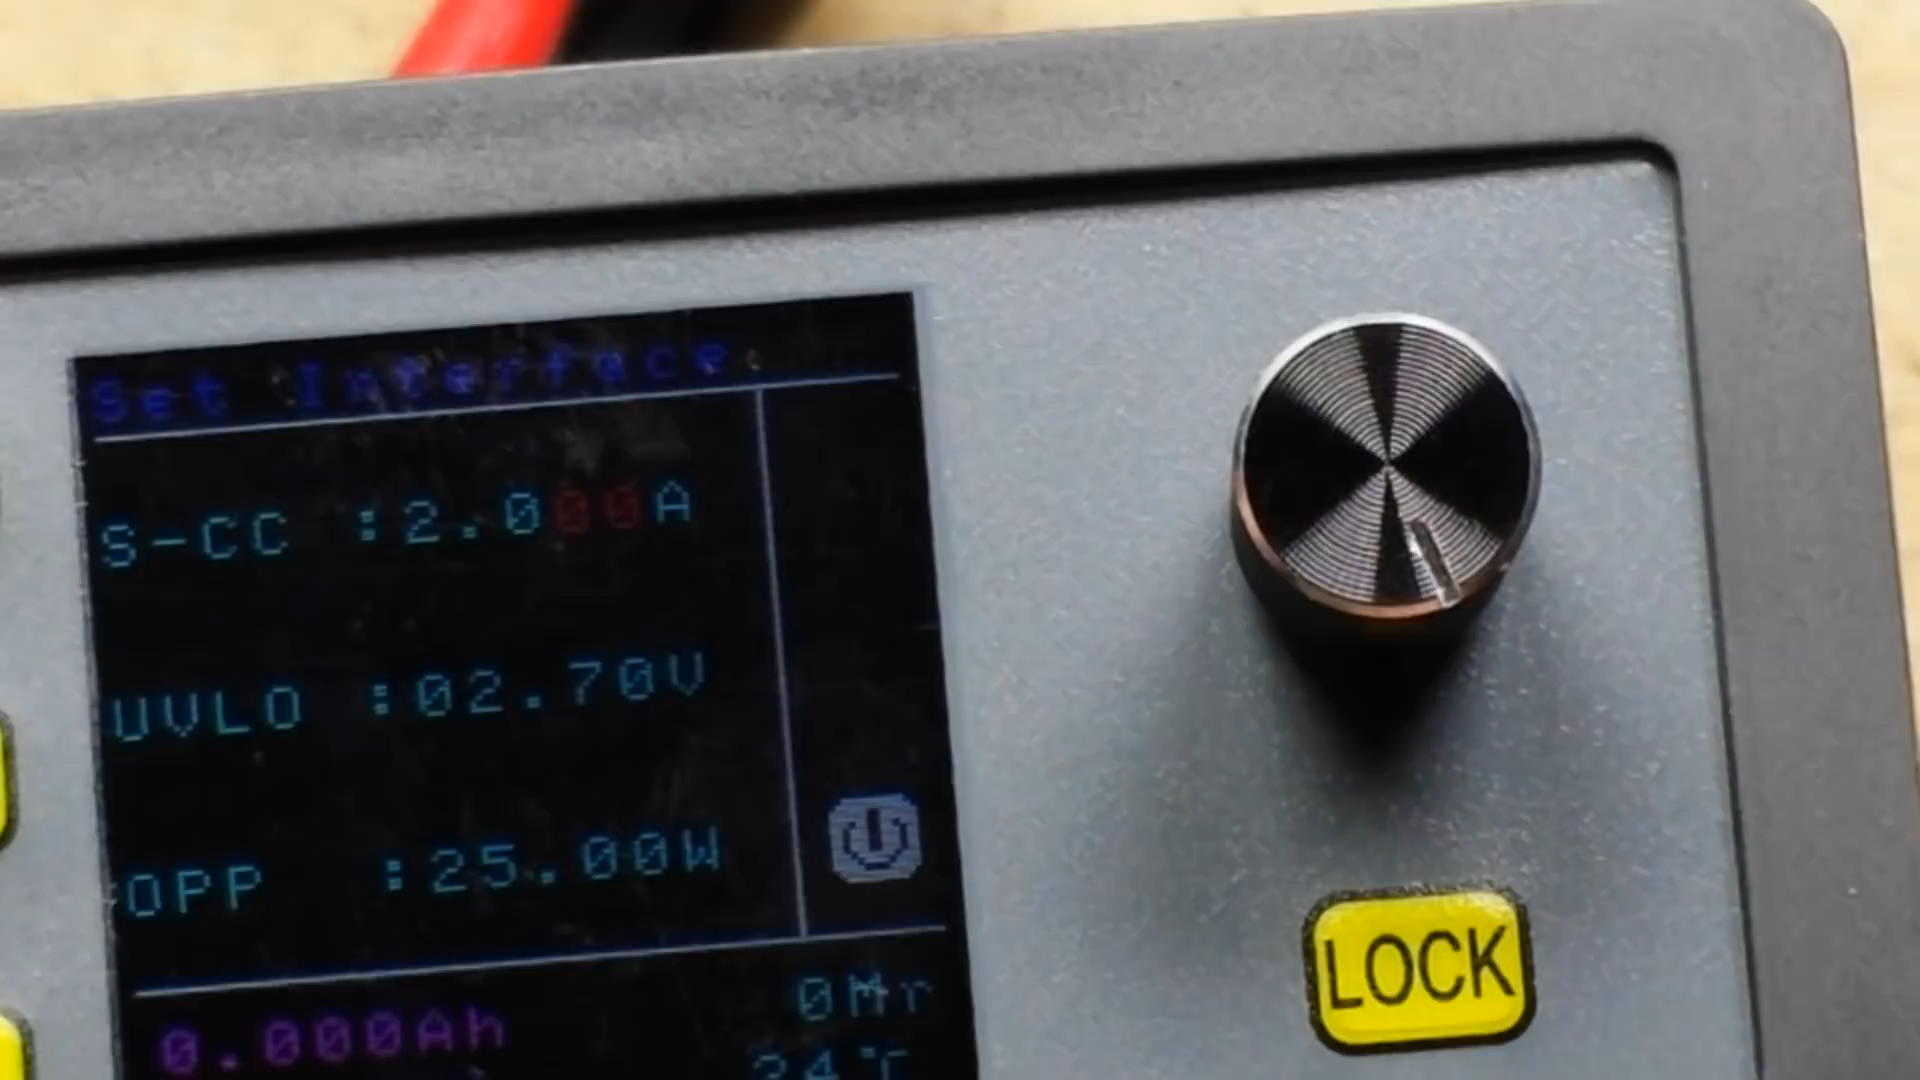 Set Interface
S-CC :2.000A
UVLO :02.70V
OPP :25.00W
0.000Ah 0Mr
LOCK